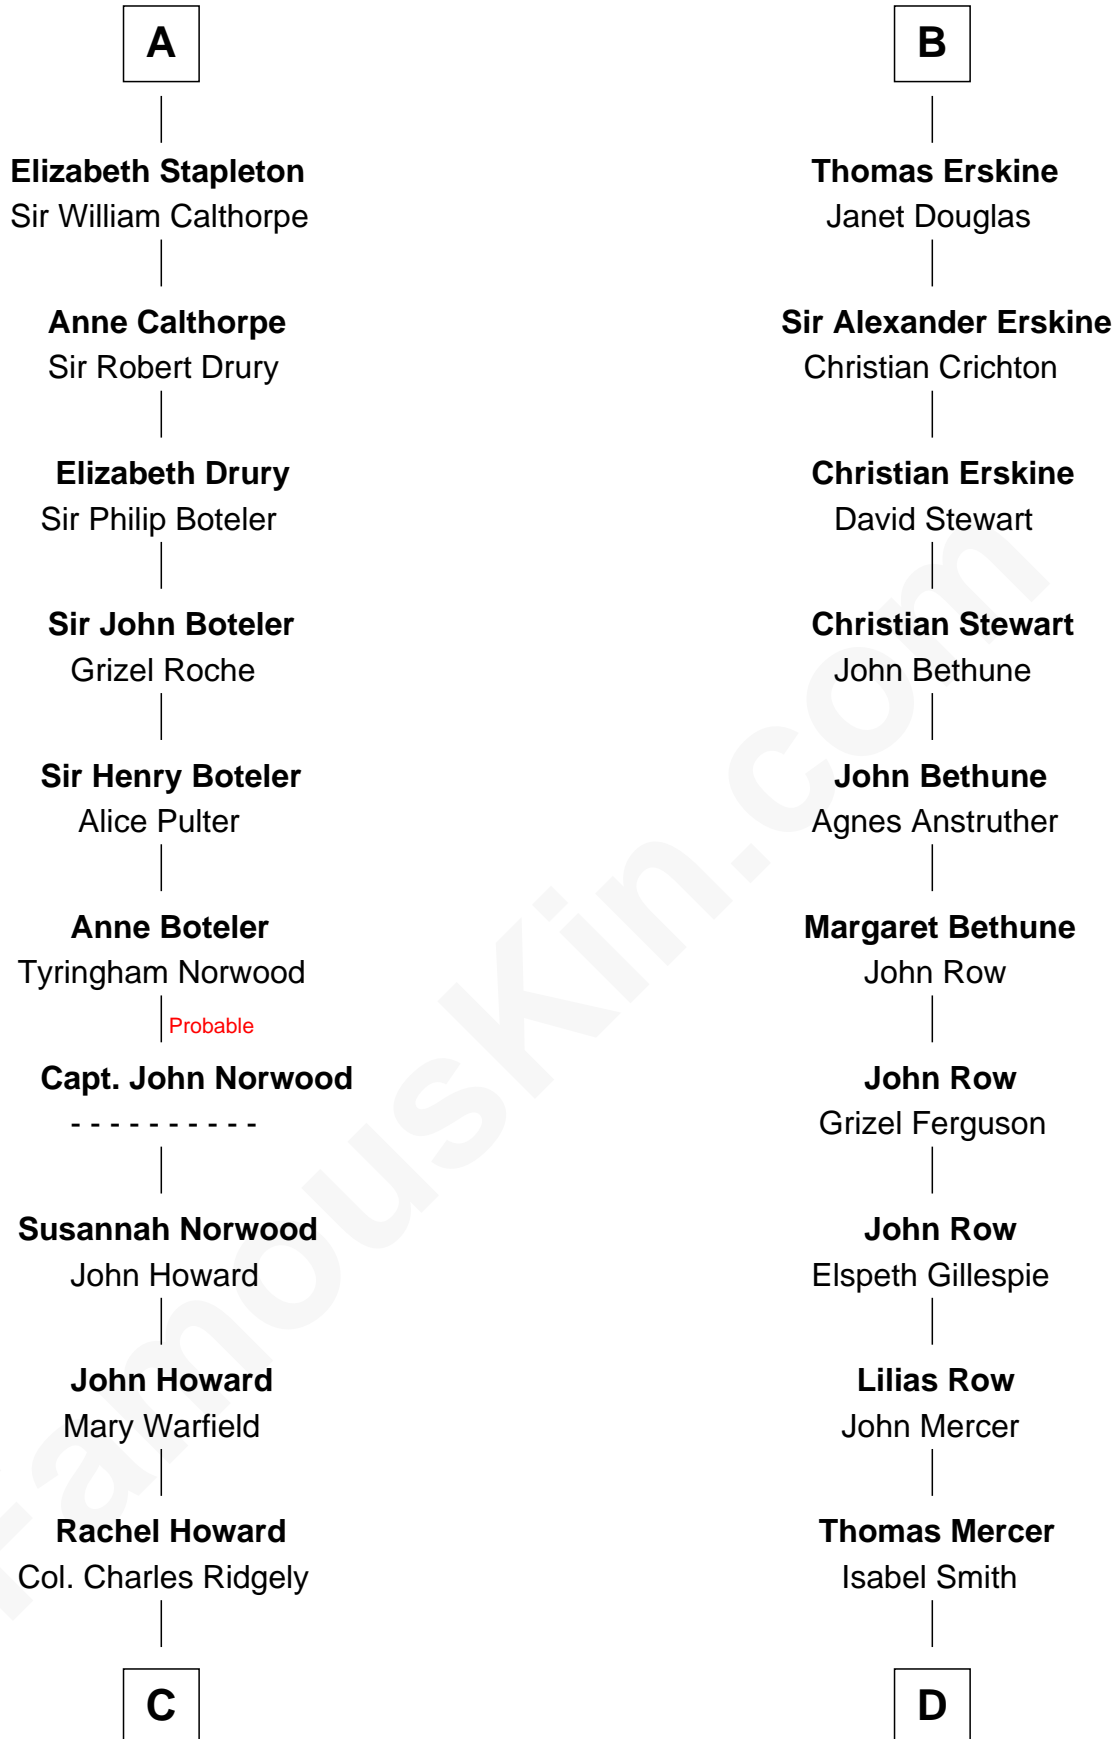 A
Elizabeth Stapleton
Sir William Calthorpe
Anne Calthorpe
Sir Robert Drury
Elizabeth Drury
Sir Philip Boteler
Sir John Boteler
Grizel Roche
Sir Henry Boteler
Alice Pulter
Anne Boteler
Tyringham Norwood
Probable
Capt. John Norwood
- - - - - - - - - -
Susannah Norwood
John Howard
John Howard
Mary Warfield
Rachel Howard
Col. Charles Ridgely
C
B
Thomas Erskine
Janet Douglas
Sir Alexander Erskine
Christian Crichton
Christian Erskine
David Stewart
Christian Stewart
John Bethune
John Bethune
Agnes Anstruther
Margaret Bethune
John Row
John Row
Grizel Ferguson
John Row
Elspeth Gillespie
Lilias Row
John Mercer
Thomas Mercer
Isabel Smith
D
FamousKin.com